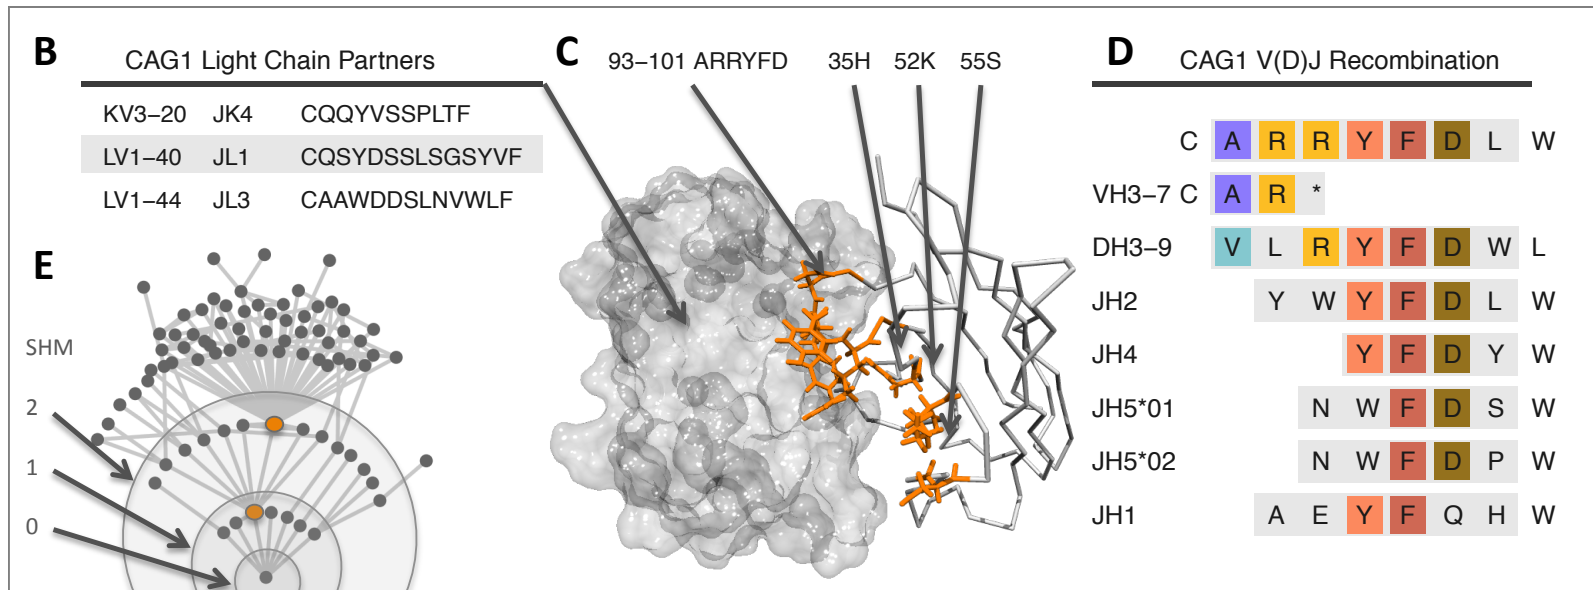 B
CAG1 Light Chain Partners
KV3−20 JK4 CQQYVSSPLTF
LV1−40 JL1 CQSYDSSLSGSYVF
LV1−44 JL3 CAAWDDSLNVWLF
C
93−101 ARRYFD 35H 52K 55S
D
CAG1 V(D)J Recombination
C A R R Y F D L W
VH3−7 C A R *
DH3−9 V L R Y F D W L
JH2 Y W Y F D L W
JH4 Y F D Y W
JH5*01 N W F D S W
JH5*02 N W F D P W
JH1 A E Y F Q H W
E
SHM
2
1
0